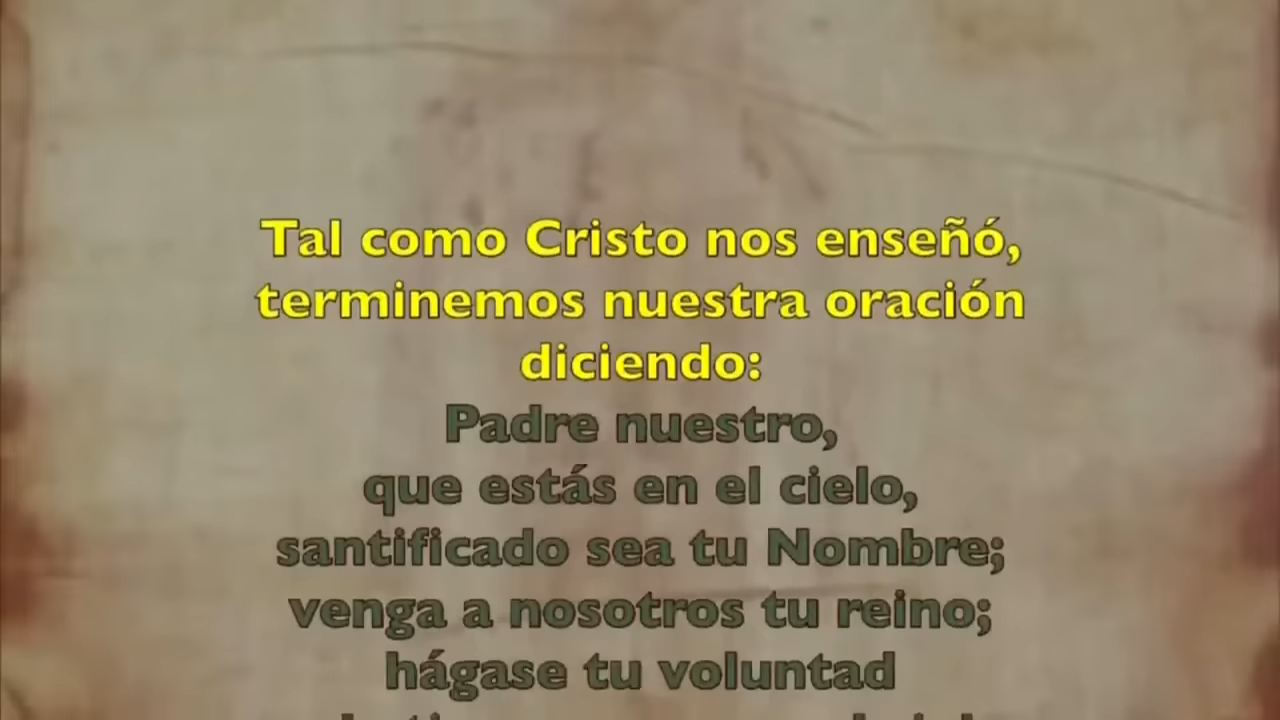 Tal como Cristo nos enseñó,
terminemos nuestra oración
diciendo:
Padre nuestro,
que estás en el cielo,
santificado sea tu Nombre;
venga a nosotros tu reino;
hágase tu voluntad